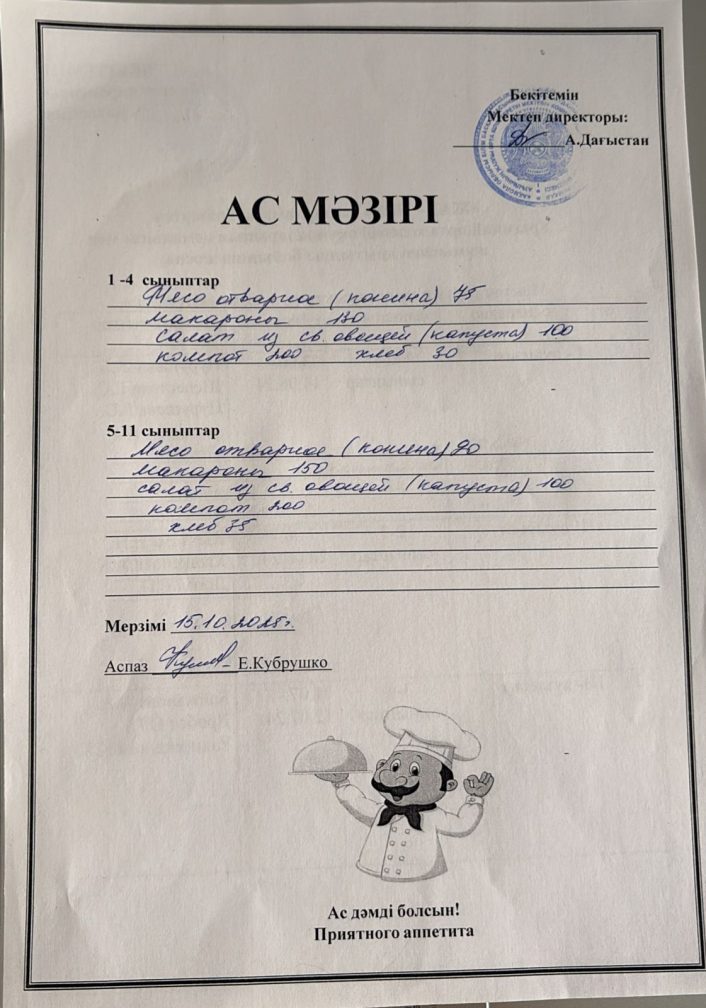 Бекітемін
Мектеп директоры:
А.Дағыстан
АС МӘЗІРІ
1 -4 сыныптар
Мясо отварное (конина) 75
макароны 130
салат из св. овощей (капуста) 100
компот 200 хлеб 30
5-11 сыныптар
Мясо отварное (конина) 90
макароны 150
салат из св. овощей (капуста) 100
компот 200
хлеб 35
Мерзімі 15.10.2025г.
Аспаз Е.Кубрушко
Ас дәмді болсын!
Приятного аппетита